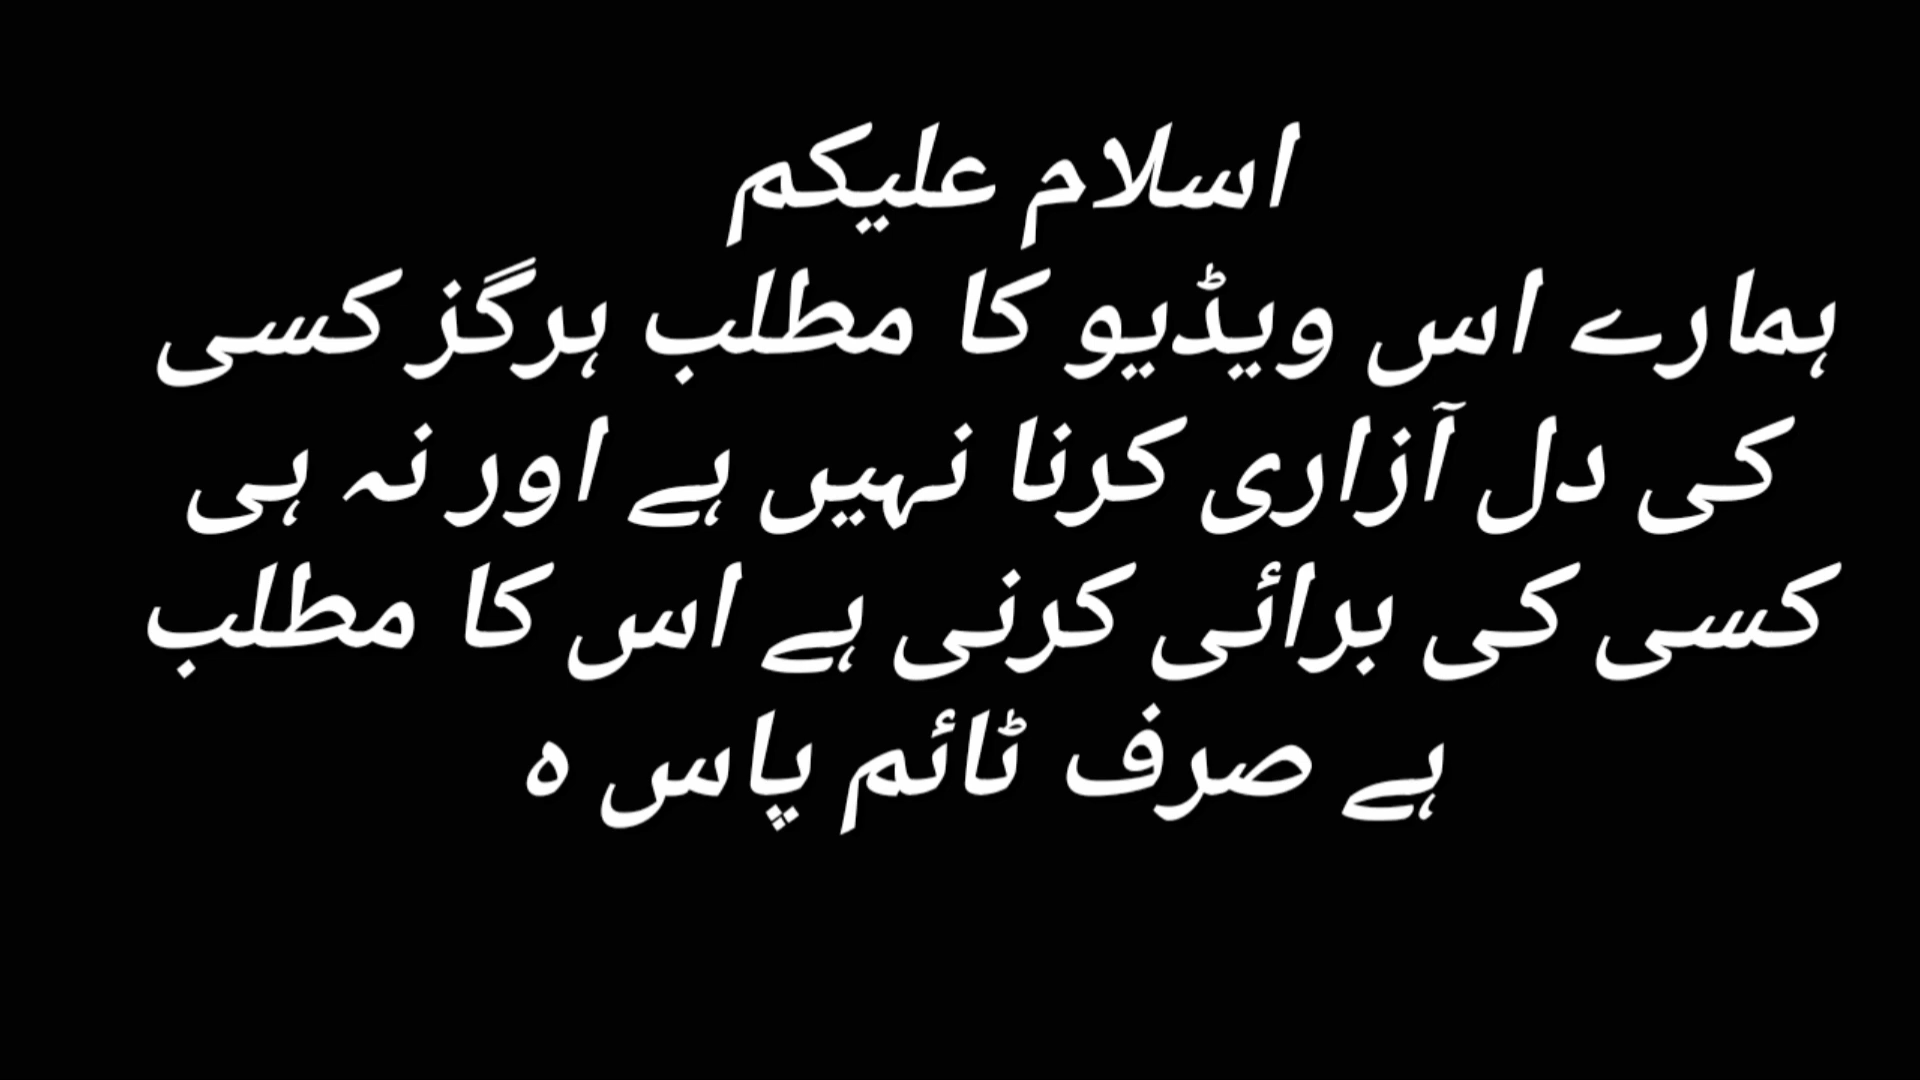 اسلام علیکم
ہمارے اس ویڈیو کا مطلب ہرگز کسی
کی دل آزاری کرنا نہیں ہے اور نہ ہی
کسی کی برائی کرنی ہے اس کا مطلب
ہے صرف ٹائم پاس ہ